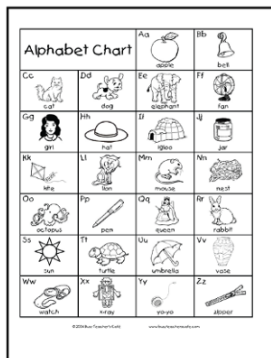 Alphabet Chart
Aa
apple
Bb
bell
Cc
cat
Dd
dog
Ee
elephant
Ff
fan
Gg
girl
Hh
hat
Ii
igloo
Jj
jar
Kk
kite
Ll
lion
Mm
mouse
Nn
nest
Oo
octopus
Pp
pen
Qq
queen
Rr
rabbit
Ss
sun
Tt
turtle
Uu
umbrella
Vv
vase
Ww
watch
Xx
x-ray
Yy
yo-yo
Zz
zipper